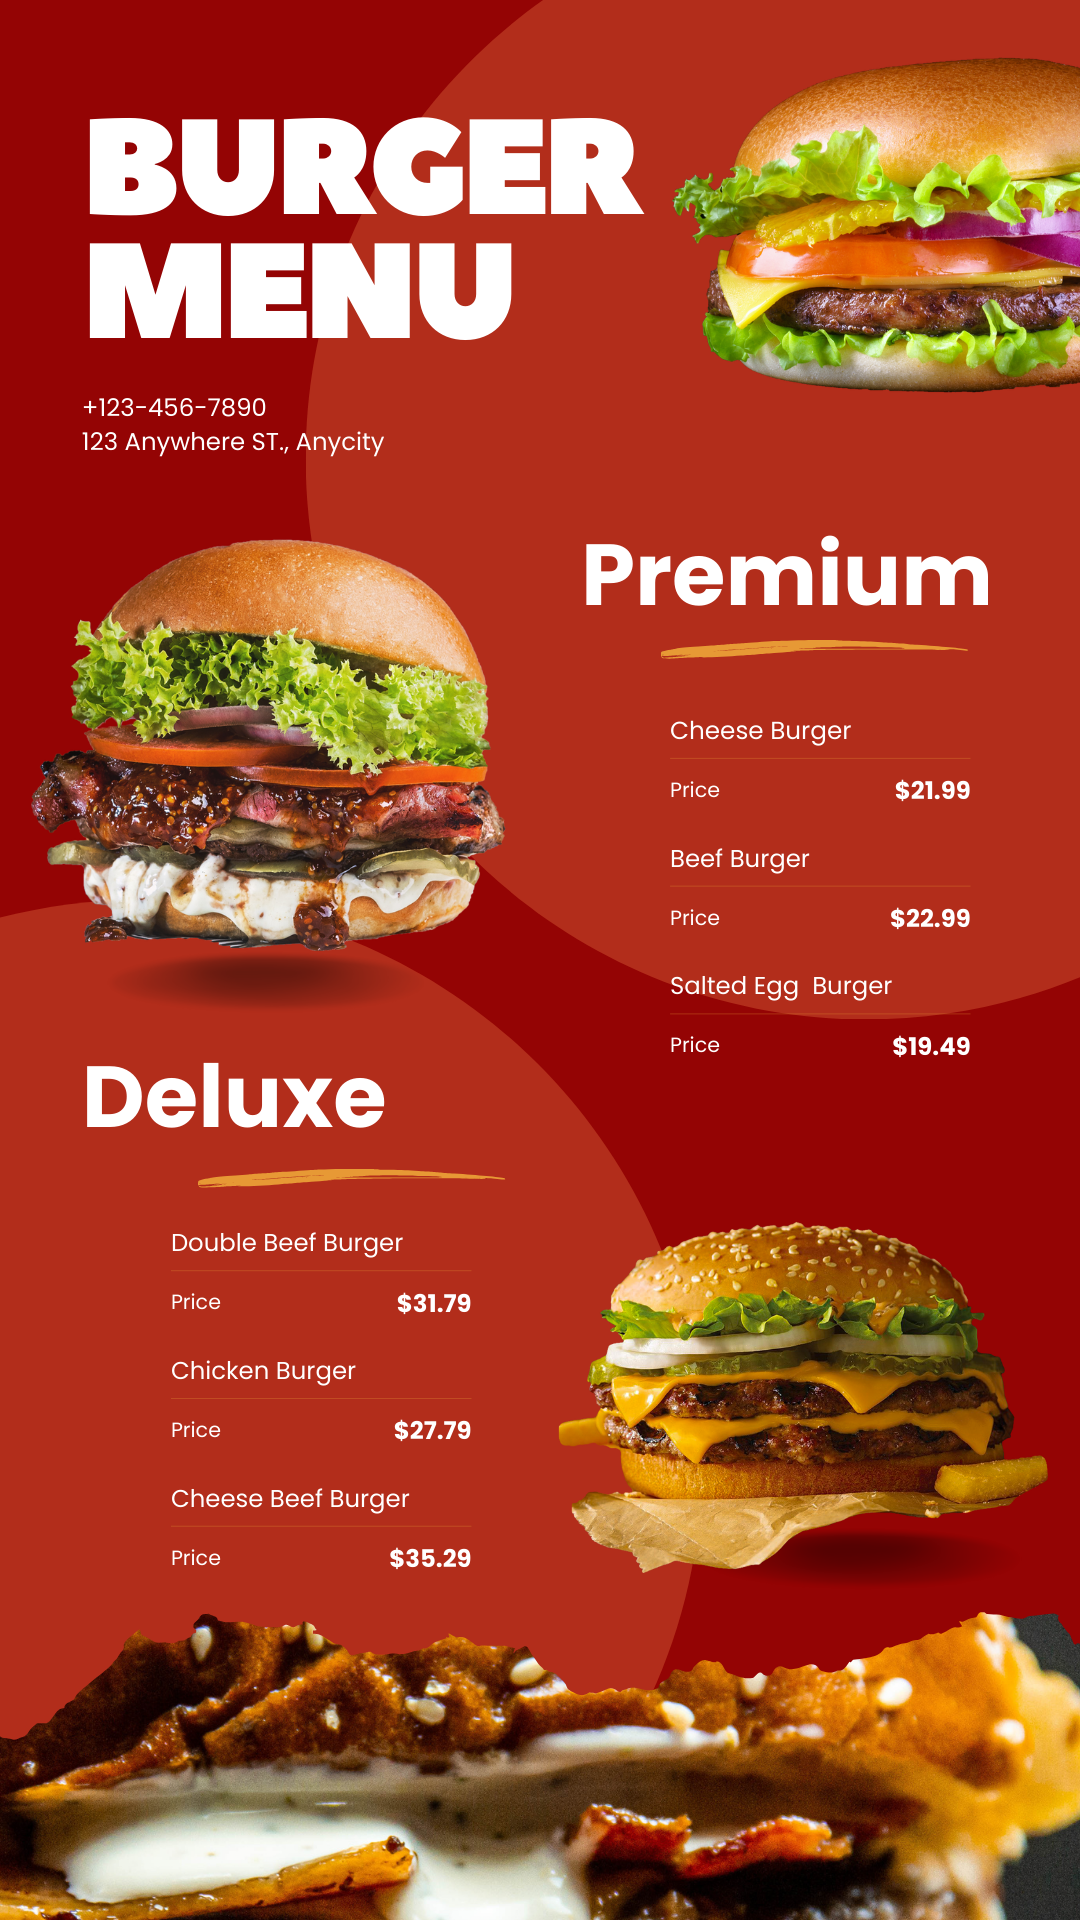 BURGER
MENU
+123-456-7890
123 Anywhere ST., Anycity
Premium
Cheese Burger
Price $21.99
Beef Burger
Price $22.99
Salted Egg  Burger
Price $19.49
Deluxe
Double Beef Burger
Price $31.79
Chicken Burger
Price $27.79
Cheese Beef Burger
Price $35.29